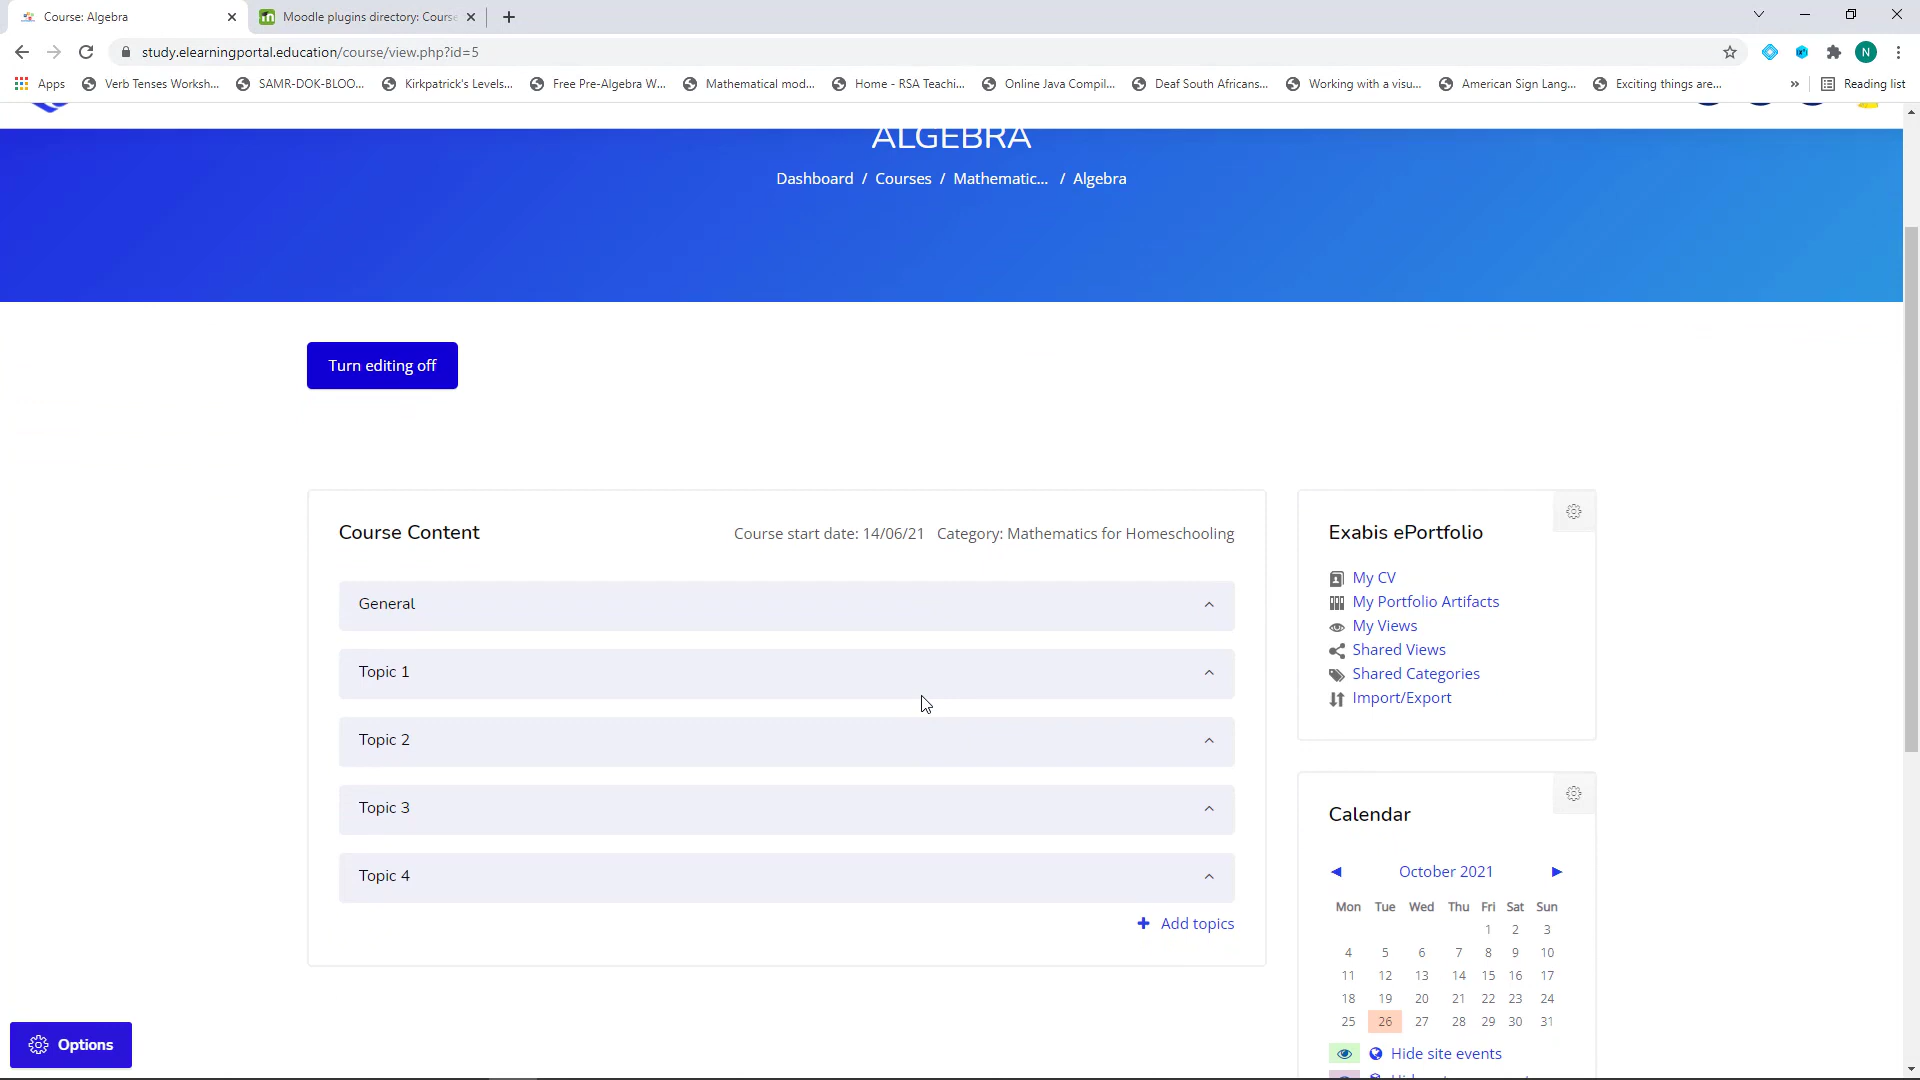 Course: Algebra
Moodle plugins directory: Course
study.elearningportal.education/course/view.php?id=5
N
Apps
Verb Tenses Worksh...
SAMR-DOK-BLOO...
Kirkpatrick's Levels...
Free Pre-Algebra W...
Mathematical mod...
Home - RSA Teachi...
Online Java Compil...
Deaf South Africans...
Working with a visu...
American Sign Lang...
Exciting things are...
»
Reading list
ALGEBRA
Dashboard / Courses / Mathematic... / Algebra
Turn editing off
Course Content
Course start date: 14/06/21 Category: Mathematics for Homeschooling
General
Topic 1
Topic 2
Topic 3
Topic 4
Add topics
Exabis ePortfolio
My CV
My Portfolio Artifacts
My Views
Shared Views
Shared Categories
Import/Export
Calendar
October 2021
Mon Tue Wed Thu Fri Sat Sun
1 2 3
4 5 6 7 8 9 10
11 12 13 14 15 16 17
18 19 20 21 22 23 24
25 26 27 28 29 30 31
Hide site events
Options